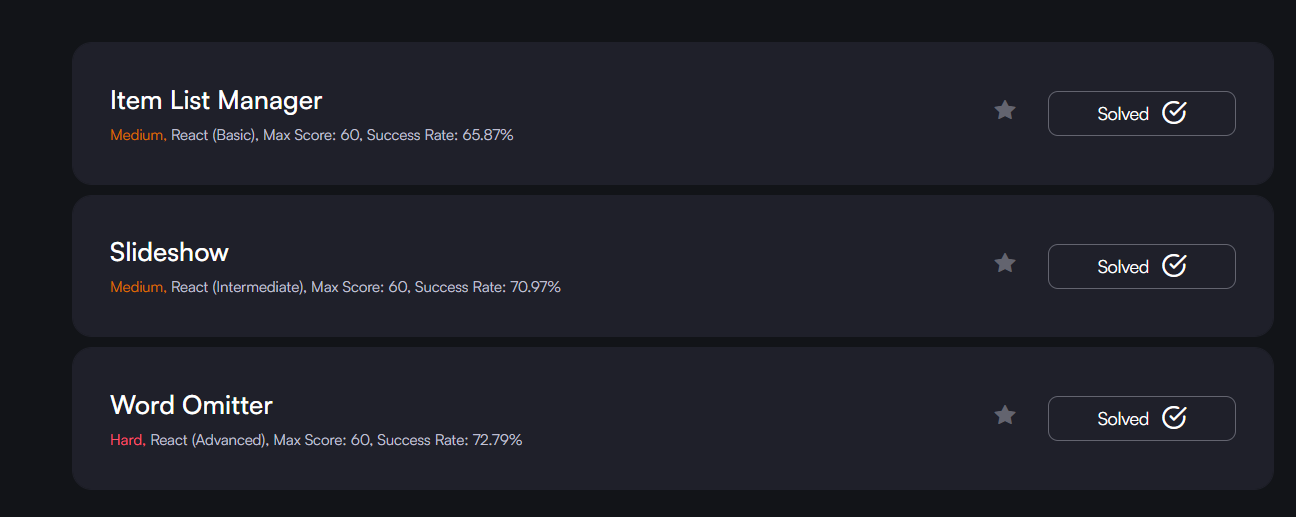 Item List Manager
Medium, React (Basic), Max Score: 60, Success Rate: 65.87%
Solved
Slideshow
Medium, React (Intermediate), Max Score: 60, Success Rate: 70.97%
Solved
Word Omitter
Hard, React (Advanced), Max Score: 60, Success Rate: 72.79%
Solved